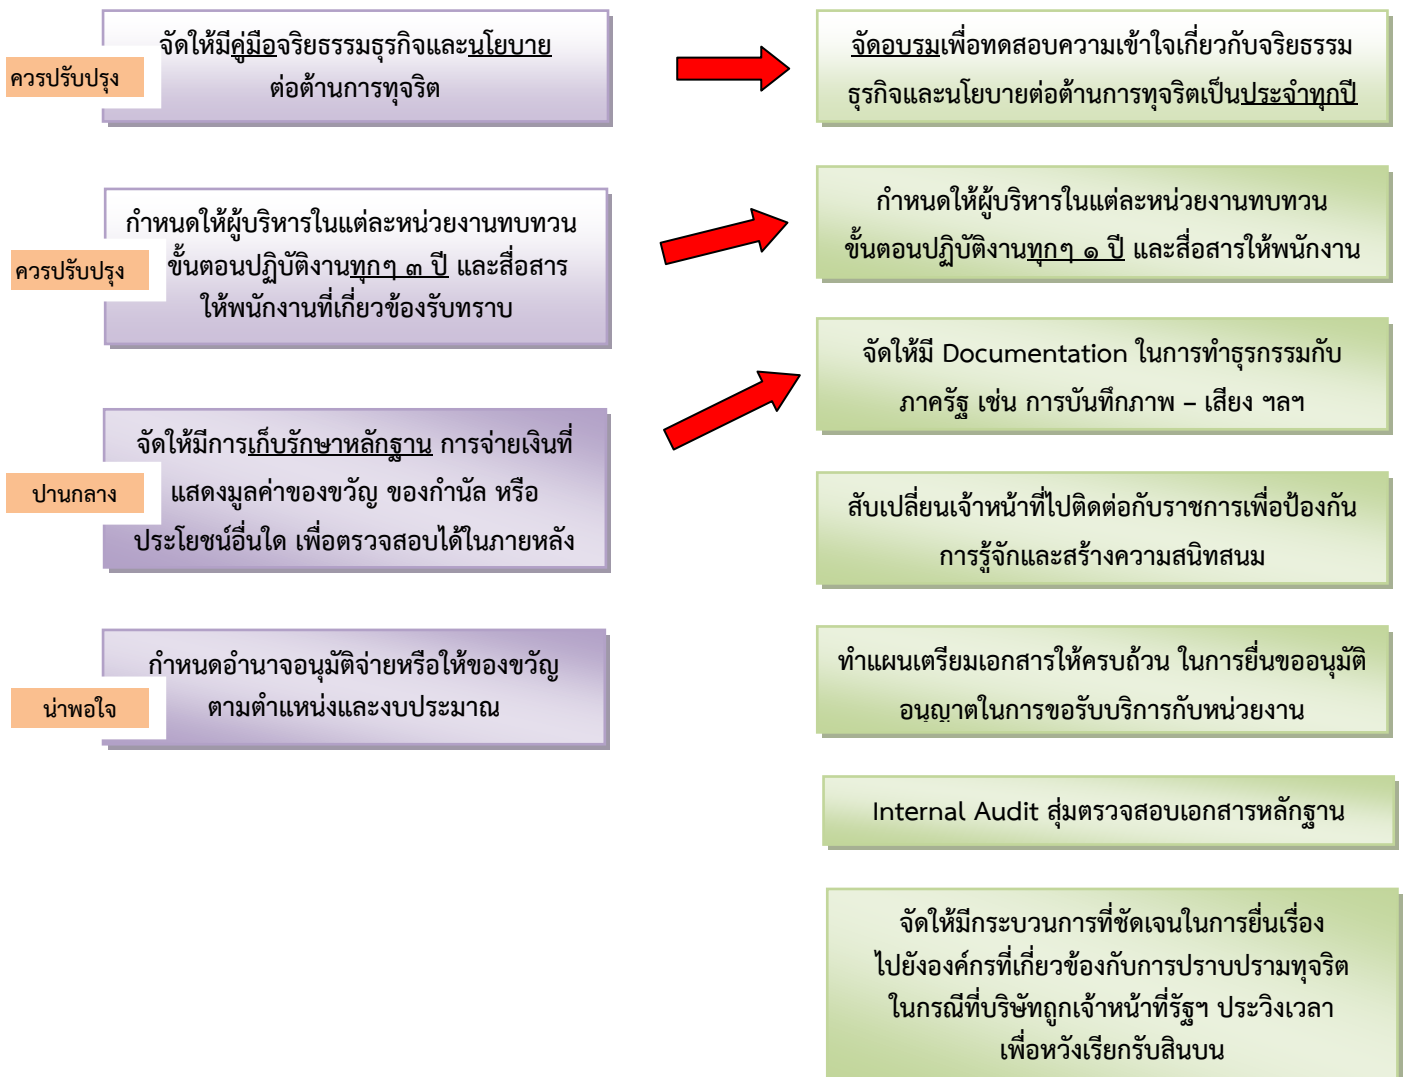 จัดให้มีคู่มือจริยธรรมธุรกิจและนโยบาย
ต่อต้านการทุจริต
ควรปรับปรุง
จัดอบรมเพื่อทดสอบความเข้าใจเกี่ยวกับจริยธรรม
ธุรกิจและนโยบายต่อต้านการทุจริตเป็นประจำทุกปี
กำหนดให้ผู้บริหารในแต่ละหน่วยงานทบทวน
ขั้นตอนปฏิบัติงานทุกๆ ๓ ปี และสื่อสาร
ให้พนักงานที่เกี่ยวข้องรับทราบ
ควรปรับปรุง
กำหนดให้ผู้บริหารในแต่ละหน่วยงานทบทวน
ขั้นตอนปฏิบัติงานทุกๆ ๑ ปี และสื่อสารให้พนักงาน
จัดให้มี Documentation ในการทำธุรกรรมกับ
ภาครัฐ เช่น การบันทึกภาพ – เสียง ฯลฯ
จัดให้มีการเก็บรักษาหลักฐาน การจ่ายเงินที่
แสดงมูลค่าของขวัญ ของกำนัล หรือ
ประโยชน์อื่นใด เพื่อตรวจสอบได้ในภายหลัง
ปานกลาง
สับเปลี่ยนเจ้าหน้าที่ไปติดต่อกับราชการเพื่อป้องกัน
การรู้จักและสร้างความสนิทสนม
กำหนดอำนาจอนุมัติจ่ายหรือให้ของขวัญ
ตามตำแหน่งและงบประมาณ
น่าพอใจ
ทำแผนเตรียมเอกสารให้ครบถ้วน ในการยื่นขออนุมัติ
อนุญาตในการขอรับบริการกับหน่วยงาน
Internal Audit สุ่มตรวจสอบเอกสารหลักฐาน
จัดให้มีกระบวนการที่ชัดเจนในการยื่นเรื่อง
ไปยังองค์กรที่เกี่ยวข้องกับการปราบปรามทุจริต
ในกรณีที่บริษัทถูกเจ้าหน้าที่รัฐฯ ประวิงเวลา
เพื่อหวังเรียกรับสินบน